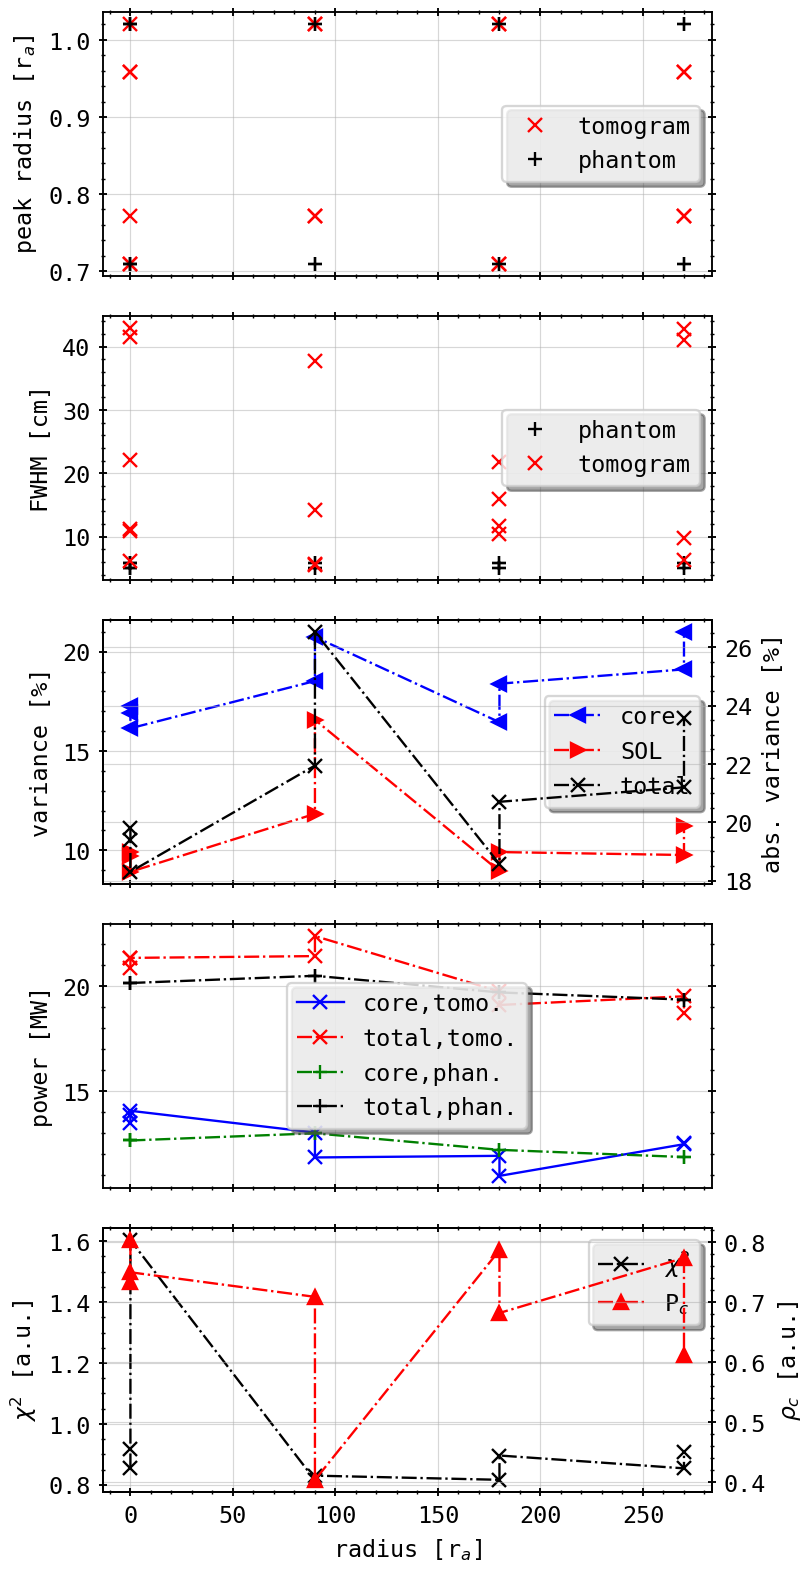 peak radius [r_a]
1.0
0.9
0.8
0.7
tomogram
phantom
FWHM [cm]
40
30
20
10
phantom
tomogram
variance [%]
20
15
10
core
SOL
total
26
24
22
20
18
abs. variance [%]
power [MW]
20
15
core,tomo.
total,tomo.
core,phan.
total,phan.
χ² [a.u.]
1.6
1.4
1.2
1.0
0.8
χ²
P_c
0.8
0.7
0.6
0.5
0.4
ρ_c [a.u.]
0 50 100 150 200 250
radius [r_a]